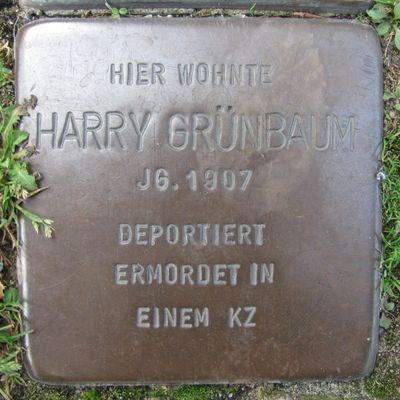 HIER WOHNTE
HARRY GRÜNBAUM
JG. 1907
DEPORTIERT
ERMORDET IN
EINEM KZ